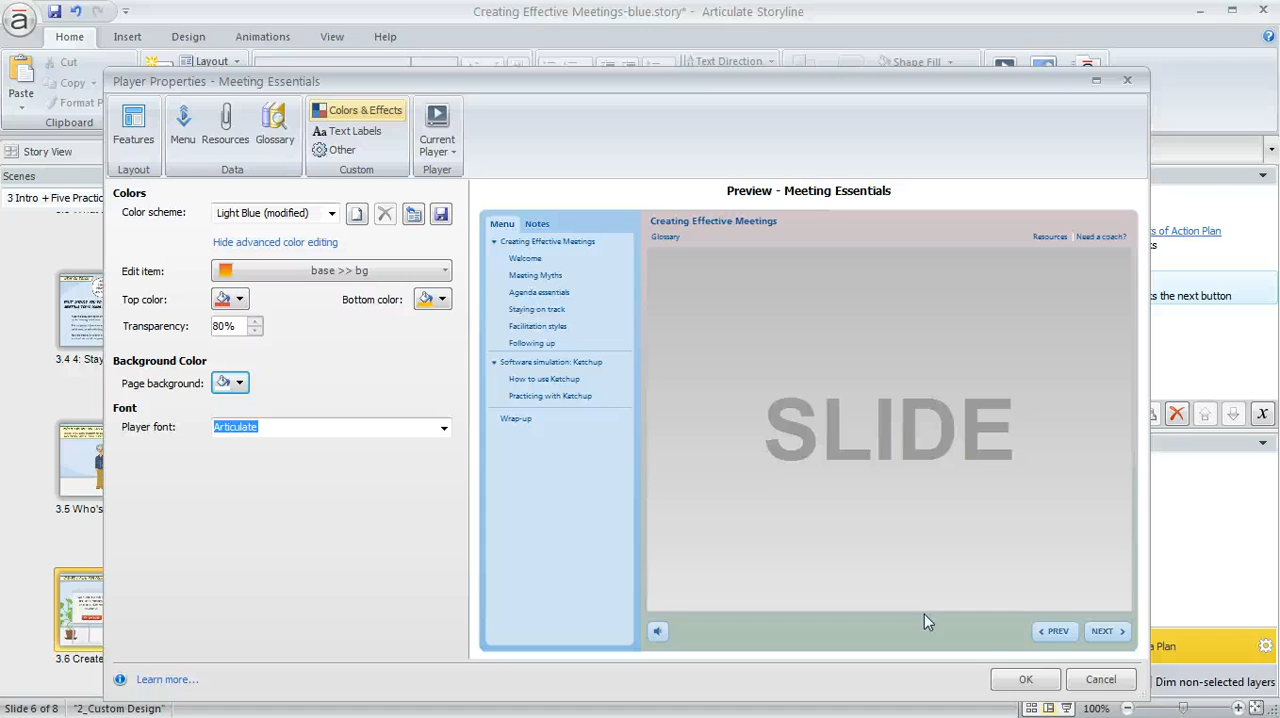 Creating Effective Meetings-blue.story* - Articulate Storyline
Home
Insert
Design
Animations
View
Help
Cut
Copy
Paste
Clipboard
Layout
Text Direction
Shape Fill
Player Properties - Meeting Essentials
Features
Menu
Resources
Glossary
Colors & Effects
Text Labels
Other
Current
Player
Layout
Data
Custom
Player
Story View
Scenes
3 Intro + Five Practic
3.4 4: Stay
3.5 Who's
3.6 Create
Colors
Color scheme:
Light Blue (modified)
Hide advanced color editing
Edit item:
base >> bg
Top color:
Bottom color:
Transparency:
80%
Background Color
Page background:
Font
Player font:
Articulate
Preview - Meeting Essentials
Menu
Notes
Creating Effective Meetings
Welcome
Meeting Myths
Agenda essentials
Staying on track
Facilitation styles
Following up
Software simulation: Ketchup
How to use Ketchup
Practicing with Ketchup
Wrap-up
Creating Effective Meetings
Glossary
Resources
Need a coach?
SLIDE
PREV
NEXT
Learn more...
OK
Cancel
s of Action Plan
ks the next button
a Plan
Dim non-selected layers
Slide 6 of 8
"2_Custom Design"
100%